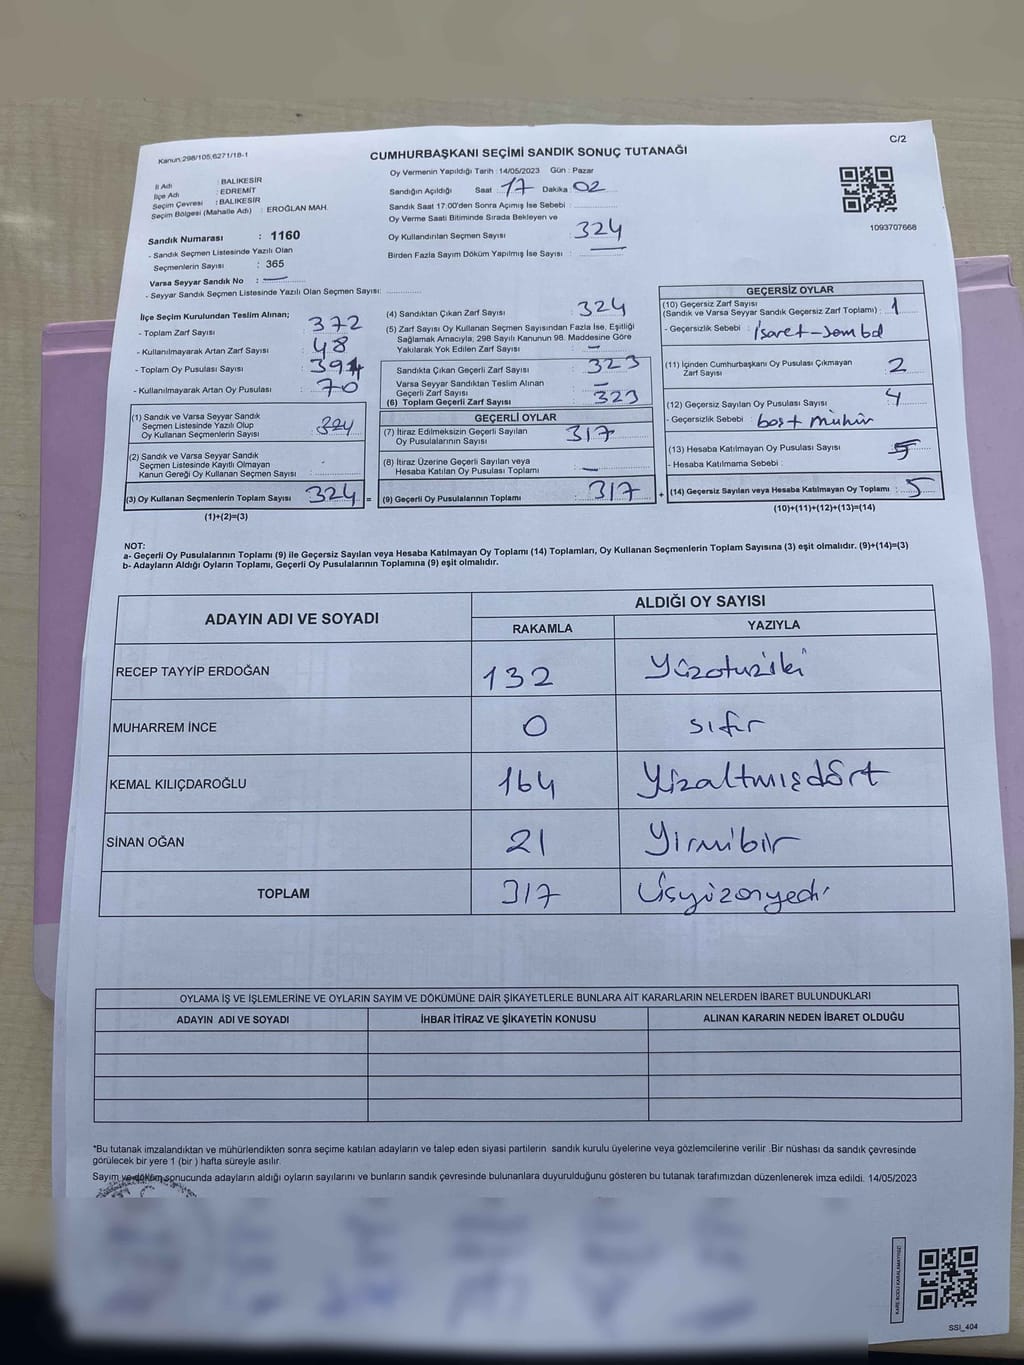 C/2
Kanun:298/105,6271/18-1
CUMHURBAŞKANI SEÇİMİ SANDIK SONUÇ TUTANAĞI
İl Adı : BALIKESİR
İlçe Adı : EDREMİT
Seçim Çevresi : BALIKESİR
Seçim Bölgesi (Mahalle Adı) : EROĞLAN MAH.
Sandık Numarası : 1160
- Sandık Seçmen Listesinde Yazılı Olan
Seçmenlerin Sayısı : 365
Varsa Seyyar Sandık No : —
- Seyyar Sandık Seçmen Listesinde Yazılı Olan Seçmen Sayısı:
Oy Vermenin Yapıldığı Tarih : 14/05/2023 Gün : Pazar
Sandığın Açıldığı Saat : 17 Dakika 02
Sandık Saat 17:00'den Sonra Açımış İse Sebebi :
Oy Verme Saati Bitiminde Sırada Bekleyen ve
Oy Kullandırılan Seçmen Sayısı 324
Birden Fazla Sayım Döküm Yapılmış İse Sayısı : —
1093707668
İlçe Seçim Kurulundan Teslim Alınan;
- Toplam Zarf Sayısı 372
- Kullanılmayarak Artan Zarf Sayısı 48
- Toplam Oy Pusulası Sayısı
- Kullanılmayarak Artan Oy Pusulası 70
(1) Sandık ve Varsa Seyyar Sandık
Seçmen Listesinde Yazılı Olup
Oy Kullanan Seçmenlerin Sayısı 324
(2) Sandık ve Varsa Seyyar Sandık
Seçmen Listesinde Kayıtlı Olmayan
Kanun Gereği Oy Kullanan Seçmen Sayısı
(3) Oy Kullanan Seçmenlerin Toplam Sayısı 324 =
(1)+(2)=(3)
(4) Sandıktan Çıkan Zarf Sayısı 324
(5) Zarf Sayısı Oy Kullanan Seçmen Sayısından Fazla İse, Eşitliği
Sağlamak Amacıyla, 298 Sayılı Kanunun 98. Maddesine Göre
Yakılarak Yok Edilen Zarf Sayısı : —
Sandıkta Çıkan Geçerli Zarf Sayısı 323
Varsa Seyyar Sandıktan Teslim Alınan
Geçerli Zarf Sayısı : —
(6) Toplam Geçerli Zarf Sayısı 323
GEÇERLİ OYLAR
(7) İtiraz Edilmeksizin Geçerli Sayılan
Oy Pusulalarının Sayısı 317
(8) İtiraz Üzerine Geçerli Sayılan veya
Hesaba Katılan Oy Pusulası Toplamı : —
(9) Geçerli Oy Pusulalarının Toplamı 317 +
GEÇERSİZ OYLAR
(10) Geçersiz Zarf Sayısı
(Sandık ve Varsa Seyyar Sandık Geçersiz Zarf Toplamı) : 1
- Geçersizlik Sebebi : işaret-sembol
(11) İçinden Cumhurbaşkanı Oy Pusulası Çıkmayan
Zarf Sayısı 2
(12) Geçersiz Sayılan Oy Pusulası Sayısı 4
- Geçersizlik Sebebi : boş+mühür
(13) Hesaba Katılmayan Oy Pusulası Sayısı
- Hesaba Katılmama Sebebi :
(14) Geçersiz Sayılan veya Hesaba Katılmayan Oy Toplamı : 5
(10)+(11)+(12)+(13)=(14)
NOT:
a- Geçerli Oy Pusulalarının Toplamı (9) ile Geçersiz Sayılan veya Hesaba Katılmayan Oy Toplamı (14) Toplamları, Oy Kullanan Seçmenlerin Toplam Sayısına (3) eşit olmalıdır. (9)+(14)=(3)
b- Adayların Aldığı Oyların Toplamı, Geçerli Oy Pusulalarının Toplamına (9) eşit olmalıdır.
ADAYIN ADI VE SOYADI
ALDIĞI OY SAYISI
RAKAMLA YAZIYLA
RECEP TAYYİP ERDOĞAN 132 Yüzotuziki
MUHARREM İNCE 0 sıfır
KEMAL KILIÇDAROĞLU 164 Yüzaltmışdört
SİNAN OĞAN 21 Yirmibir
TOPLAM 317 Üçyüzonyedi
OYLAMA İŞ VE İŞLEMLERİNE VE OYLARIN SAYIM VE DÖKÜMÜNE DAİR ŞİKAYETLERLE BUNLARA AİT KARARLARIN NELERDEN İBARET BULUNDUKLARI
ADAYIN ADI VE SOYADI İHBAR İTİRAZ VE ŞİKAYETİN KONUSU ALINAN KARARIN NEDEN İBARET OLDUĞU
*Bu tutanak imzalandıktan ve mühürlendikten sonra seçime katılan adayların ve talep eden siyasi partilerin sandık kurulu üyelerine veya gözlemcilerine verilir .Bir nüshası da sandık çevresinde
görülecek bir yere 1 (bir ) hafta süreyle asılır.
Sayım ve döküm sonucunda adayların aldığı oyların sayılarını ve bunların sandık çevresinde bulunanlara duyurulduğunu gösteren bu tutanak tarafımızdan düzenlenerek imza edildi. 14/05/2023
KARE KODU KARALAMAYINIZ!
SSI_404